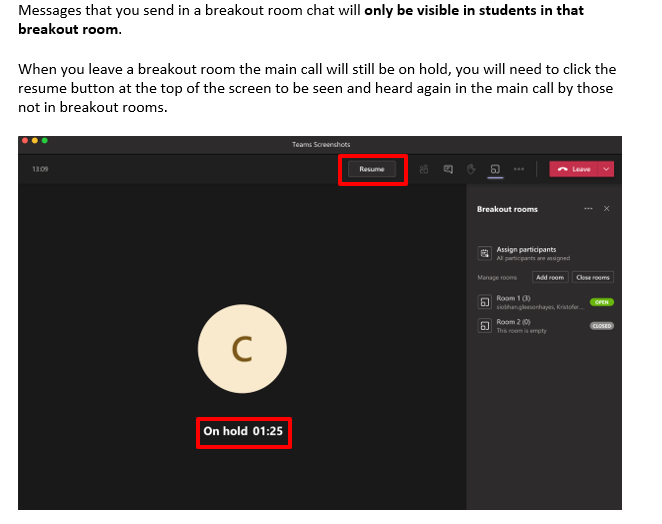 Messages that you send in a breakout room chat will only be visible in students in that
breakout room.
When you leave a breakout room the main call will still be on hold, you will need to click the
resume button at the top of the screen to be seen and heard again in the main call by those
not in breakout rooms.
Teams Screenshots
13:09
Resume
Leave
Breakout rooms
Assign participants
All participants are assigned
Manage rooms
Add room
Close rooms
Room 1 (3)
OPEN
siobhan.gleesonhayes, Kristofer...
Room 2 (0)
CLOSED
This room is empty
C
On hold 01:25